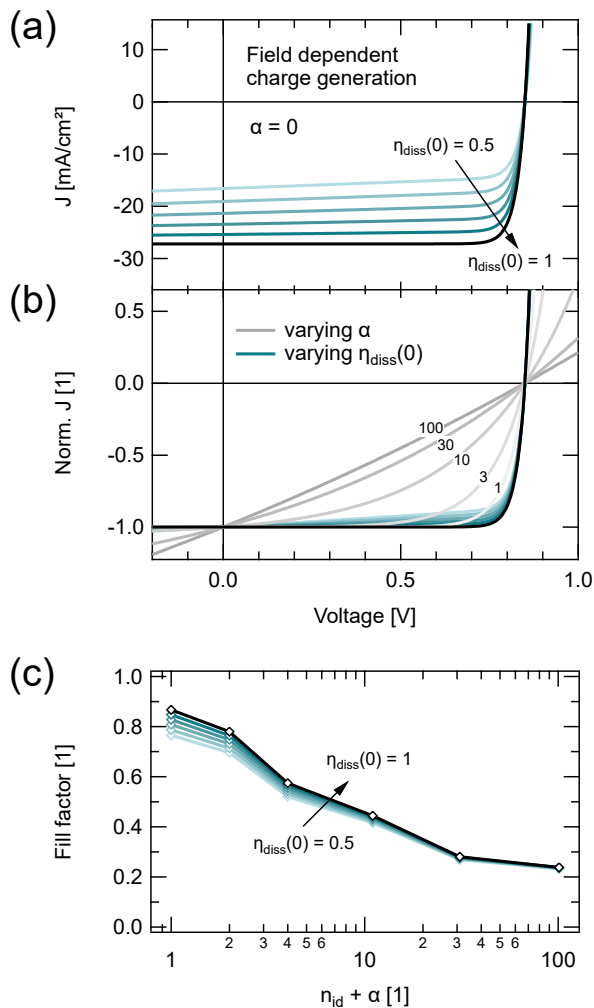 (a)
10
0
-10
-20
-30
J [mA/cm²]
Field dependent
charge generation
α = 0
ηdiss(0) = 0.5
ηdiss(0) = 1
(b)
0.5
0.0
-0.5
-1.0
Norm. J [1]
varying α
varying ηdiss(0)
100
30
10
3
1
0.0
0.5
1.0
Voltage [V]
(c)
1.0
0.8
0.6
0.4
0.2
0.0
Fill factor [1]
ηdiss(0) = 1
ηdiss(0) = 0.5
1 2 3 4 5 6 10 2 3 4 5 6 100
nid + α [1]